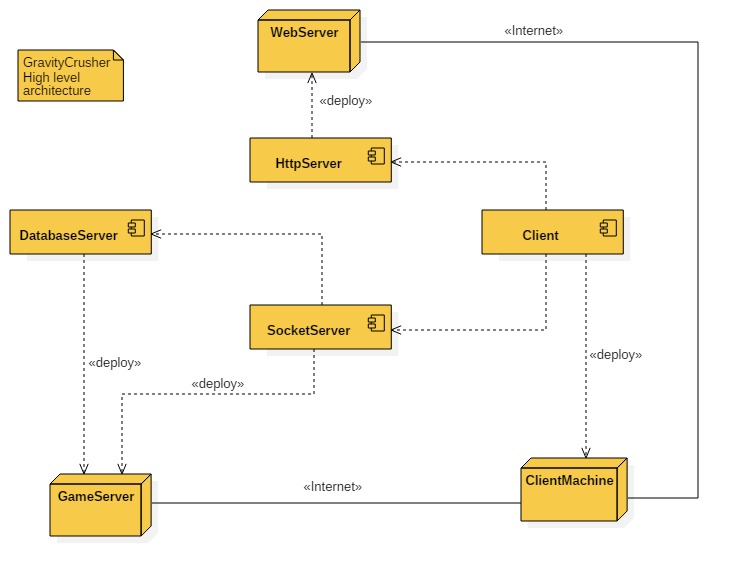 WebServer
«Internet»
GravityCrusher
High level
architecture
«deploy»
HttpServer
DatabaseServer
Client
SocketServer
«deploy»
«deploy»
«deploy»
GameServer
«Internet»
ClientMachine